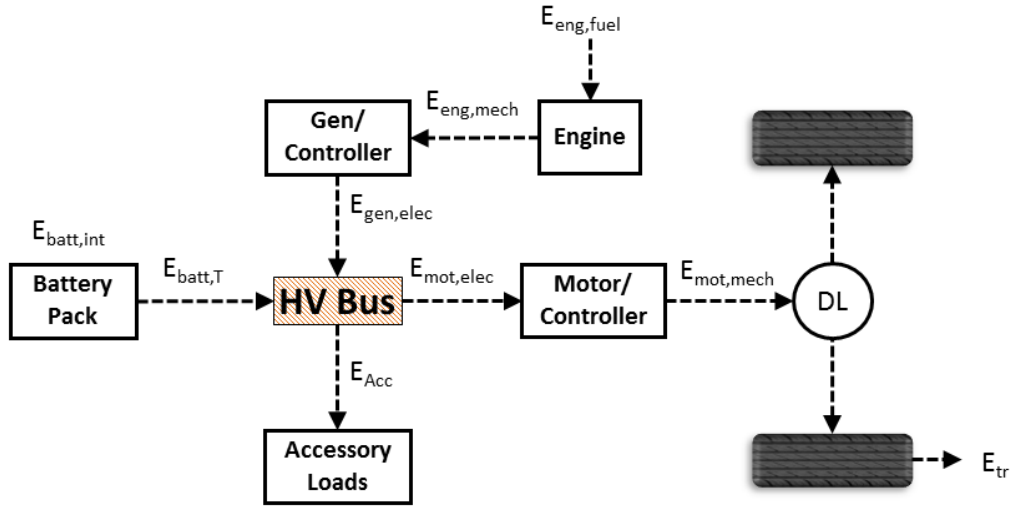 E_eng,fuel
Gen/
Controller
E_eng,mech
Engine
E_gen,elec
E_batt,int
Battery
Pack
E_batt,T
HV Bus
E_mot,elec
Motor/
Controller
E_mot,mech
DL
E_Acc
Accessory
Loads
E_tr